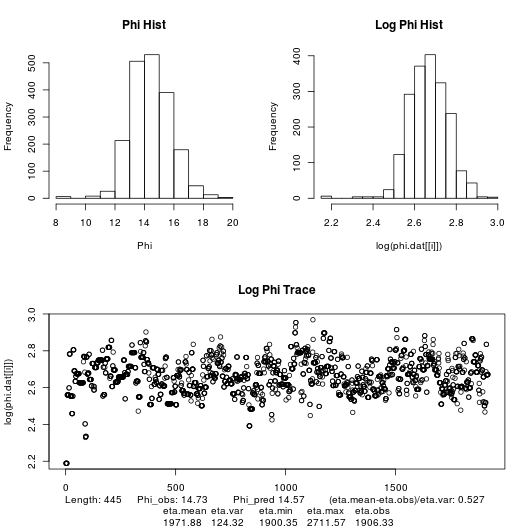 Phi Hist
Log Phi Hist
Frequency
0 100 200 300 400 500
8 10 12 14 16 18 20
Phi
Frequency
0 100 200 300 400
2.2 2.4 2.6 2.8 3.0
log(phi.dat[[i]])
Log Phi Trace
log(phi.dat[[i]])
2.2 2.4 2.6 2.8 3.0
0 500 1000 1500
Length: 445 Phi_obs: 14.73 Phi_pred 14.57 (eta.mean-eta.obs)/eta.var: 0.527
eta.mean eta.var eta.min eta.max eta.obs
1971.88 124.32 1900.35 2711.57 1906.33